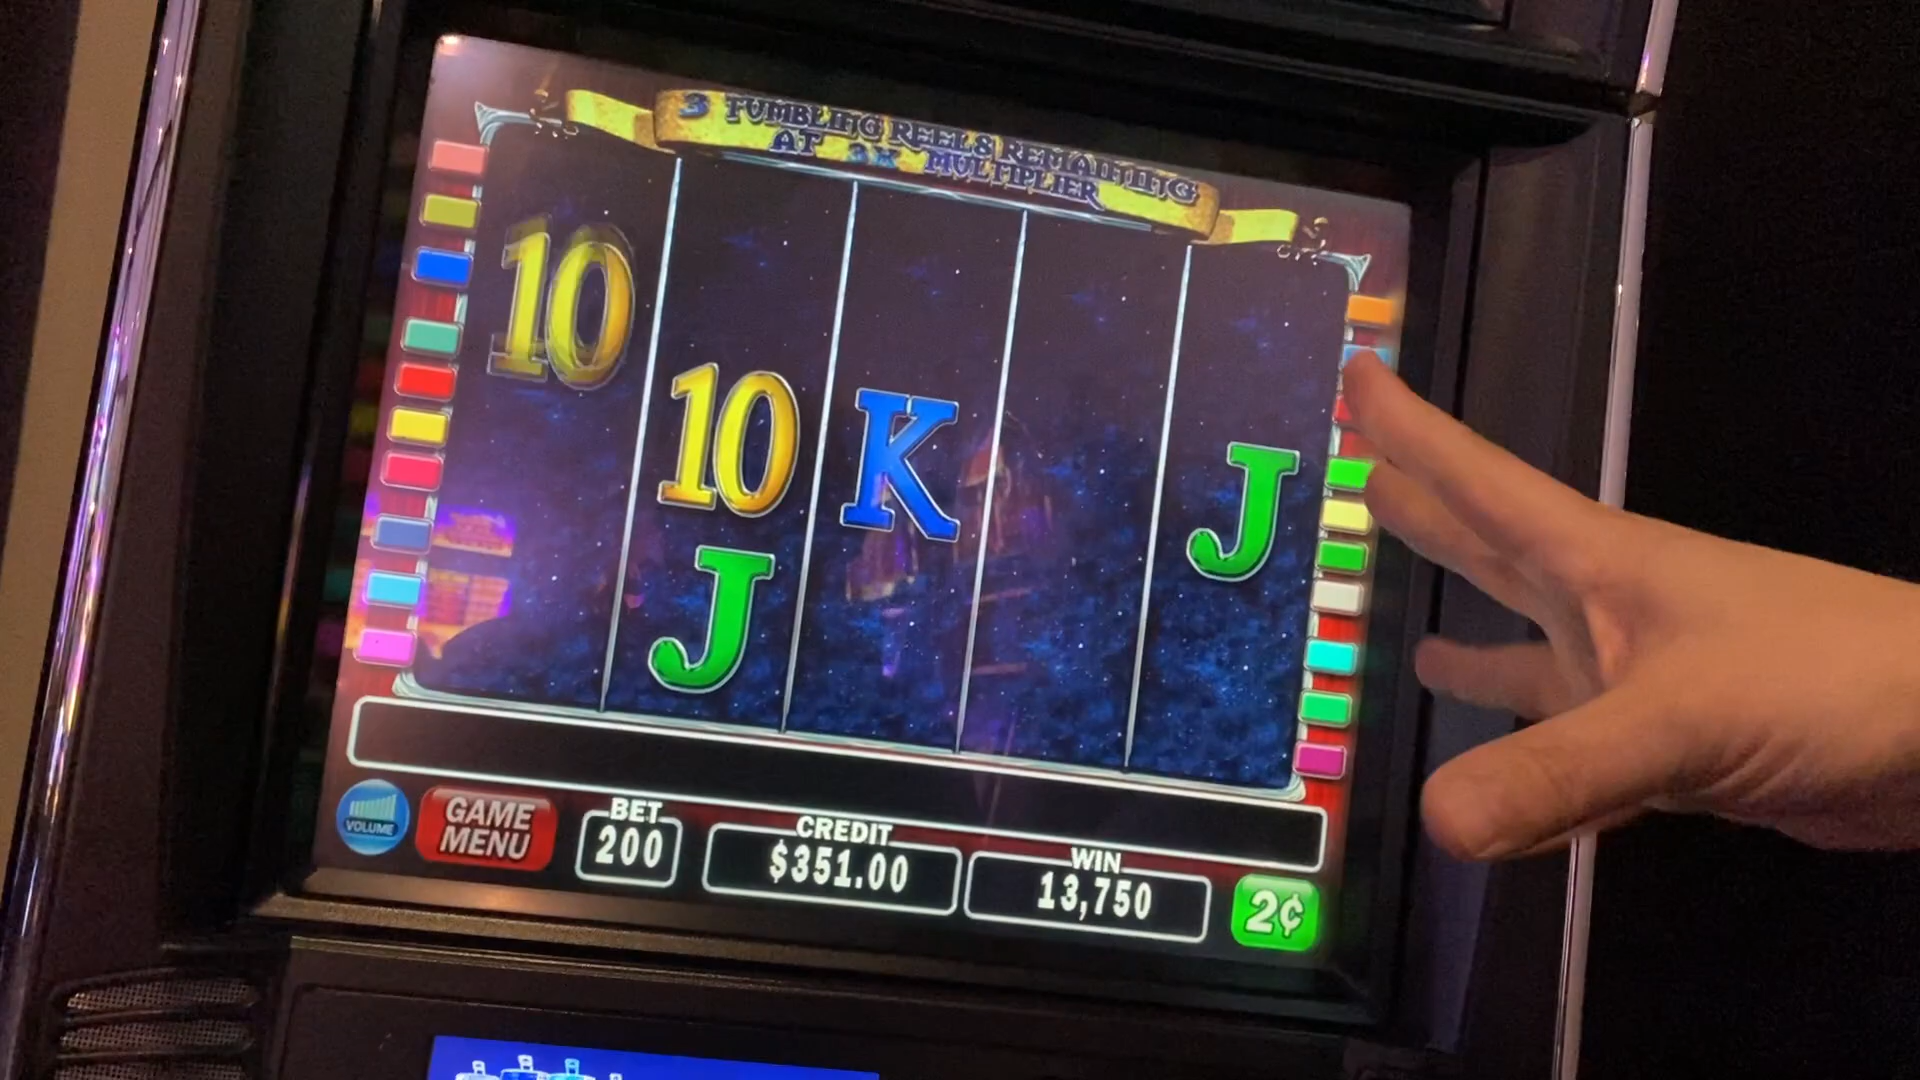 3 TUMBLING REELS REMAINING
AT 3X MULTIPLIER
10
10
K
J
J
VOLUME
GAME
MENU
BET
200
CREDIT
$351.00
WIN
13,750
2¢